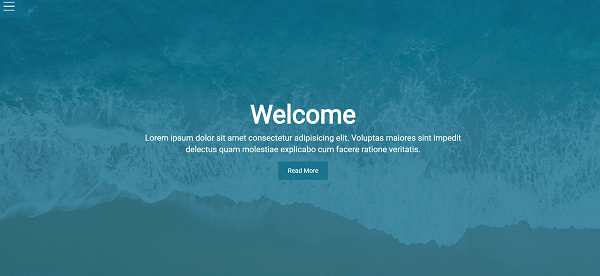 Welcome
Lorem ipsum dolor sit amet consectetur adipisicing elit. Voluptas maiores sint impedit
delectus quam molestiae explicabo cum facere ratione veritatis.
Read More